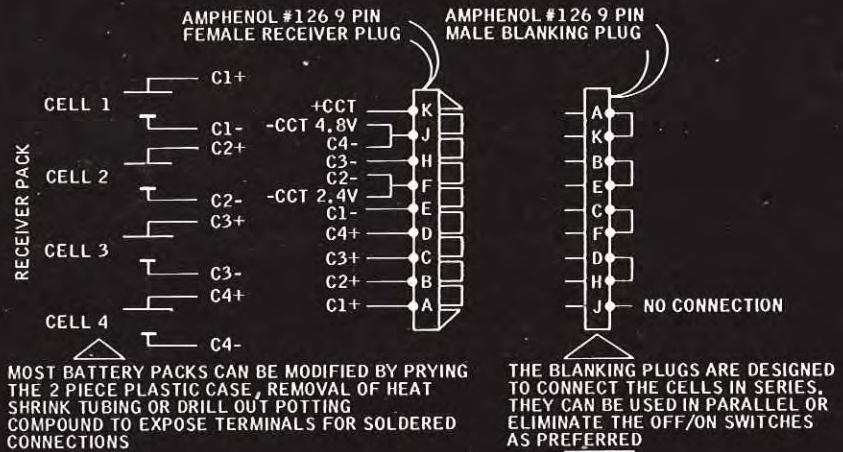 AMPHENOL #126 9 PIN
FEMALE RECEIVER PLUG
AMPHENOL #126 9 PIN
MALE BLANKING PLUG
RECEIVER PACK
CELL 1
C1+
C1-
CELL 2
C2+
C2-
CELL 3
C3+
C3-
CELL 4
C4+
C4-
+CCT K
-CCT 4.8V
J
C4-
C3- H
C2-
F
-CCT 2.4V
C1- E
C4+ D
C3+ C
C2+ B
C1+ A
A
K
B
E
C
F
D
H
J NO CONNECTION
MOST BATTERY PACKS CAN BE MODIFIED BY PRYING
THE 2 PIECE PLASTIC CASE, REMOVAL OF HEAT
SHRINK TUBING OR DRILL OUT POTTING
COMPOUND TO EXPOSE TERMINALS FOR SOLDERED
CONNECTIONS
THE BLANKING PLUGS ARE DESIGNED
TO CONNECT THE CELLS IN SERIES.
THEY CAN BE USED IN PARALLEL OR
ELIMINATE THE OFF/ON SWITCHES
AS PREFERRED